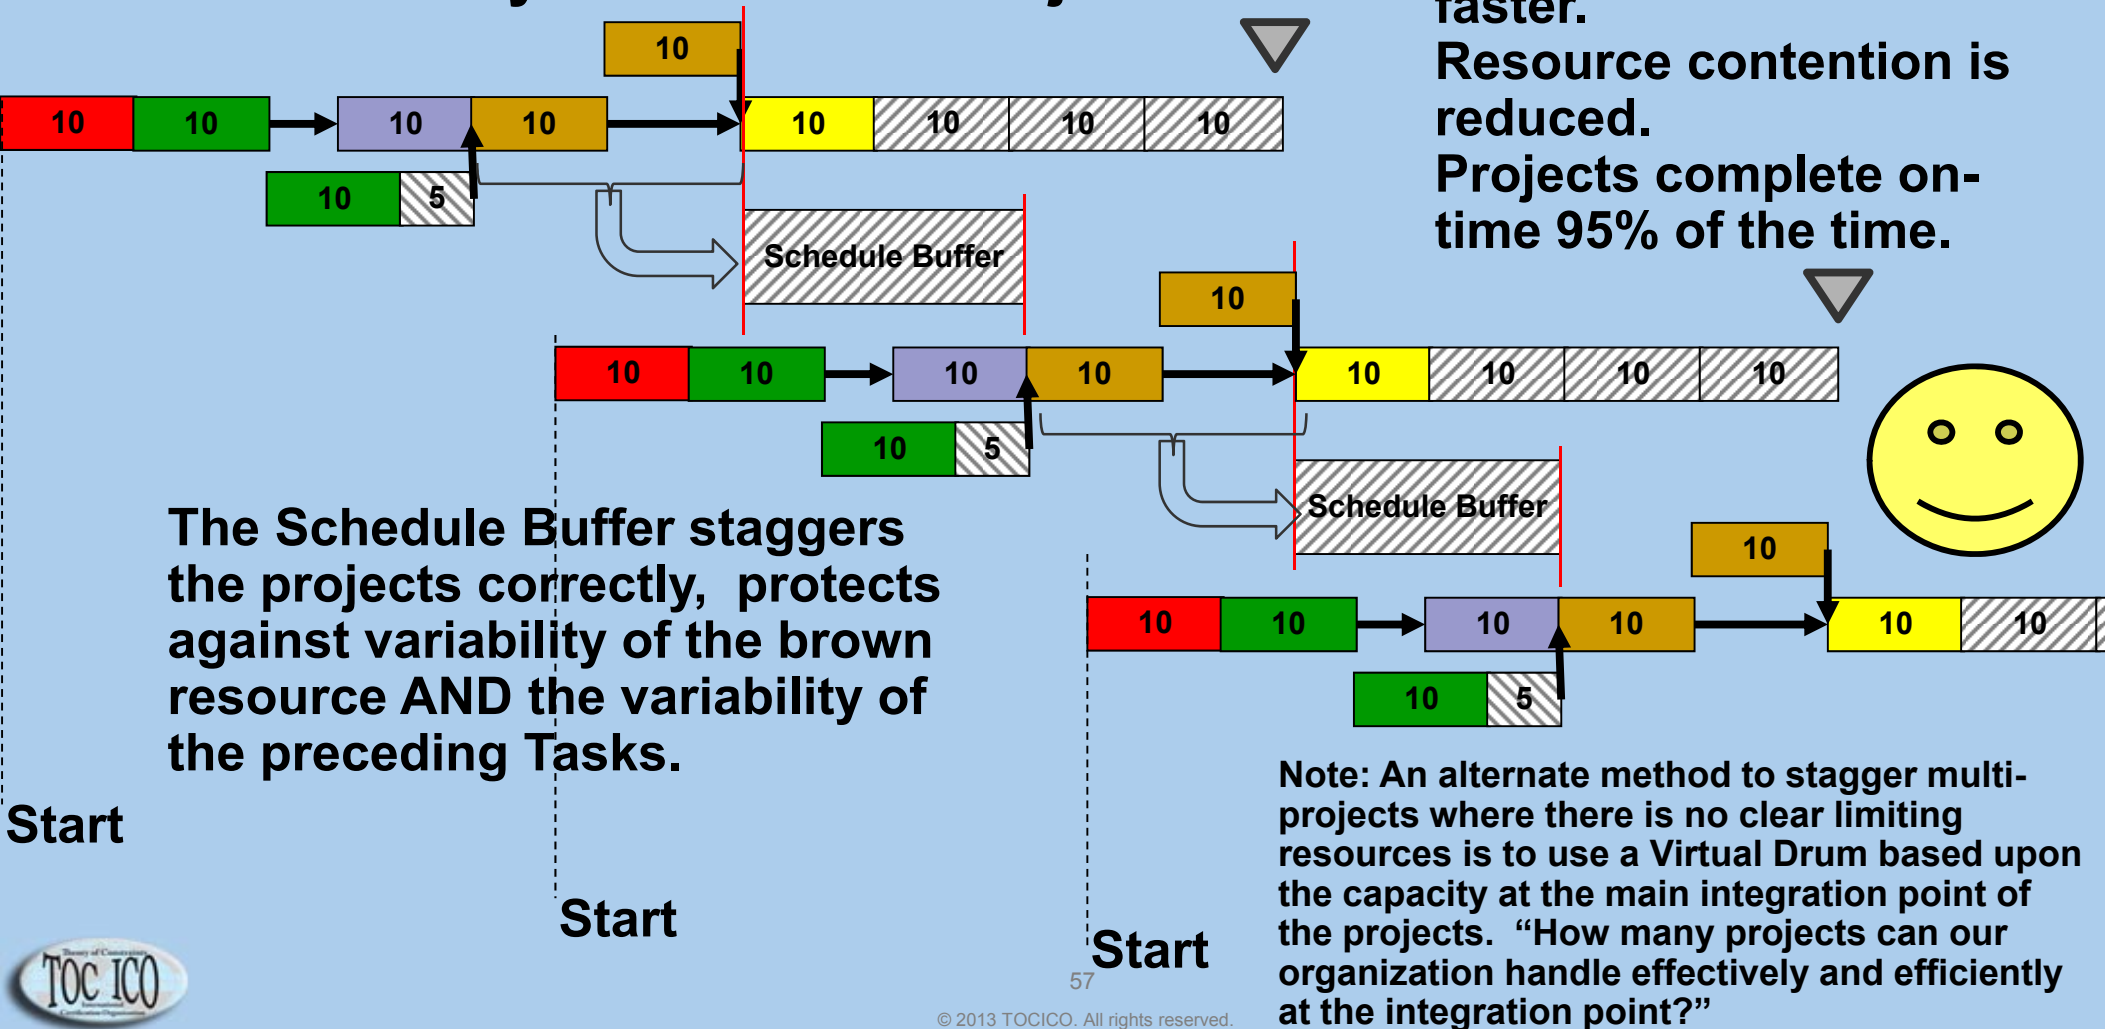 faster.
Resource contention is
reduced.
Projects complete on-
time 95% of the time.
10
10 10 10 10 10 10 10 10
10 5
Schedule Buffer
10
10 10 10 10 10 10 10 10
10 5
Schedule Buffer
The Schedule Buffer staggers
the projects correctly, protects
against variability of the brown
resource AND the variability of
the preceding Tasks.
10
10 10 10 10 10 10
10 5
Start
Start
Start
Note: An alternate method to stagger multi-
projects where there is no clear limiting
resources is to use a Virtual Drum based upon
the capacity at the main integration point of
the projects. “How many projects can our
organization handle effectively and efficiently
at the integration point?”
TOC ICO
57
© 2013 TOCICO. All rights reserved.